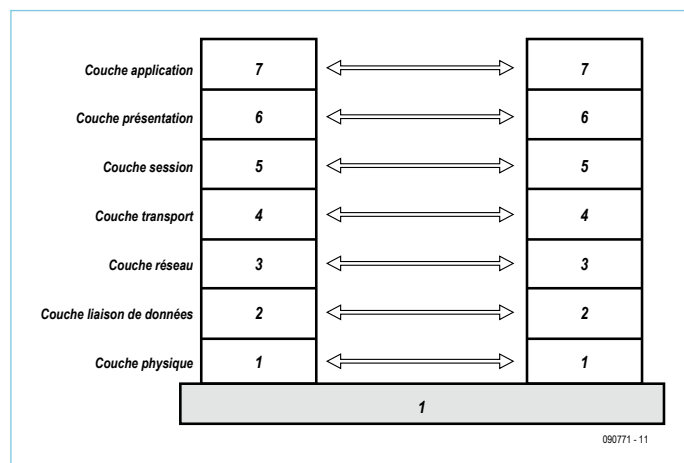 Couche application 7 7
Couche présentation 6 6
Couche session 5 5
Couche transport 4 4
Couche réseau 3 3
Couche liaison de données 2 2
Couche physique 1 1
1
090771 - 11